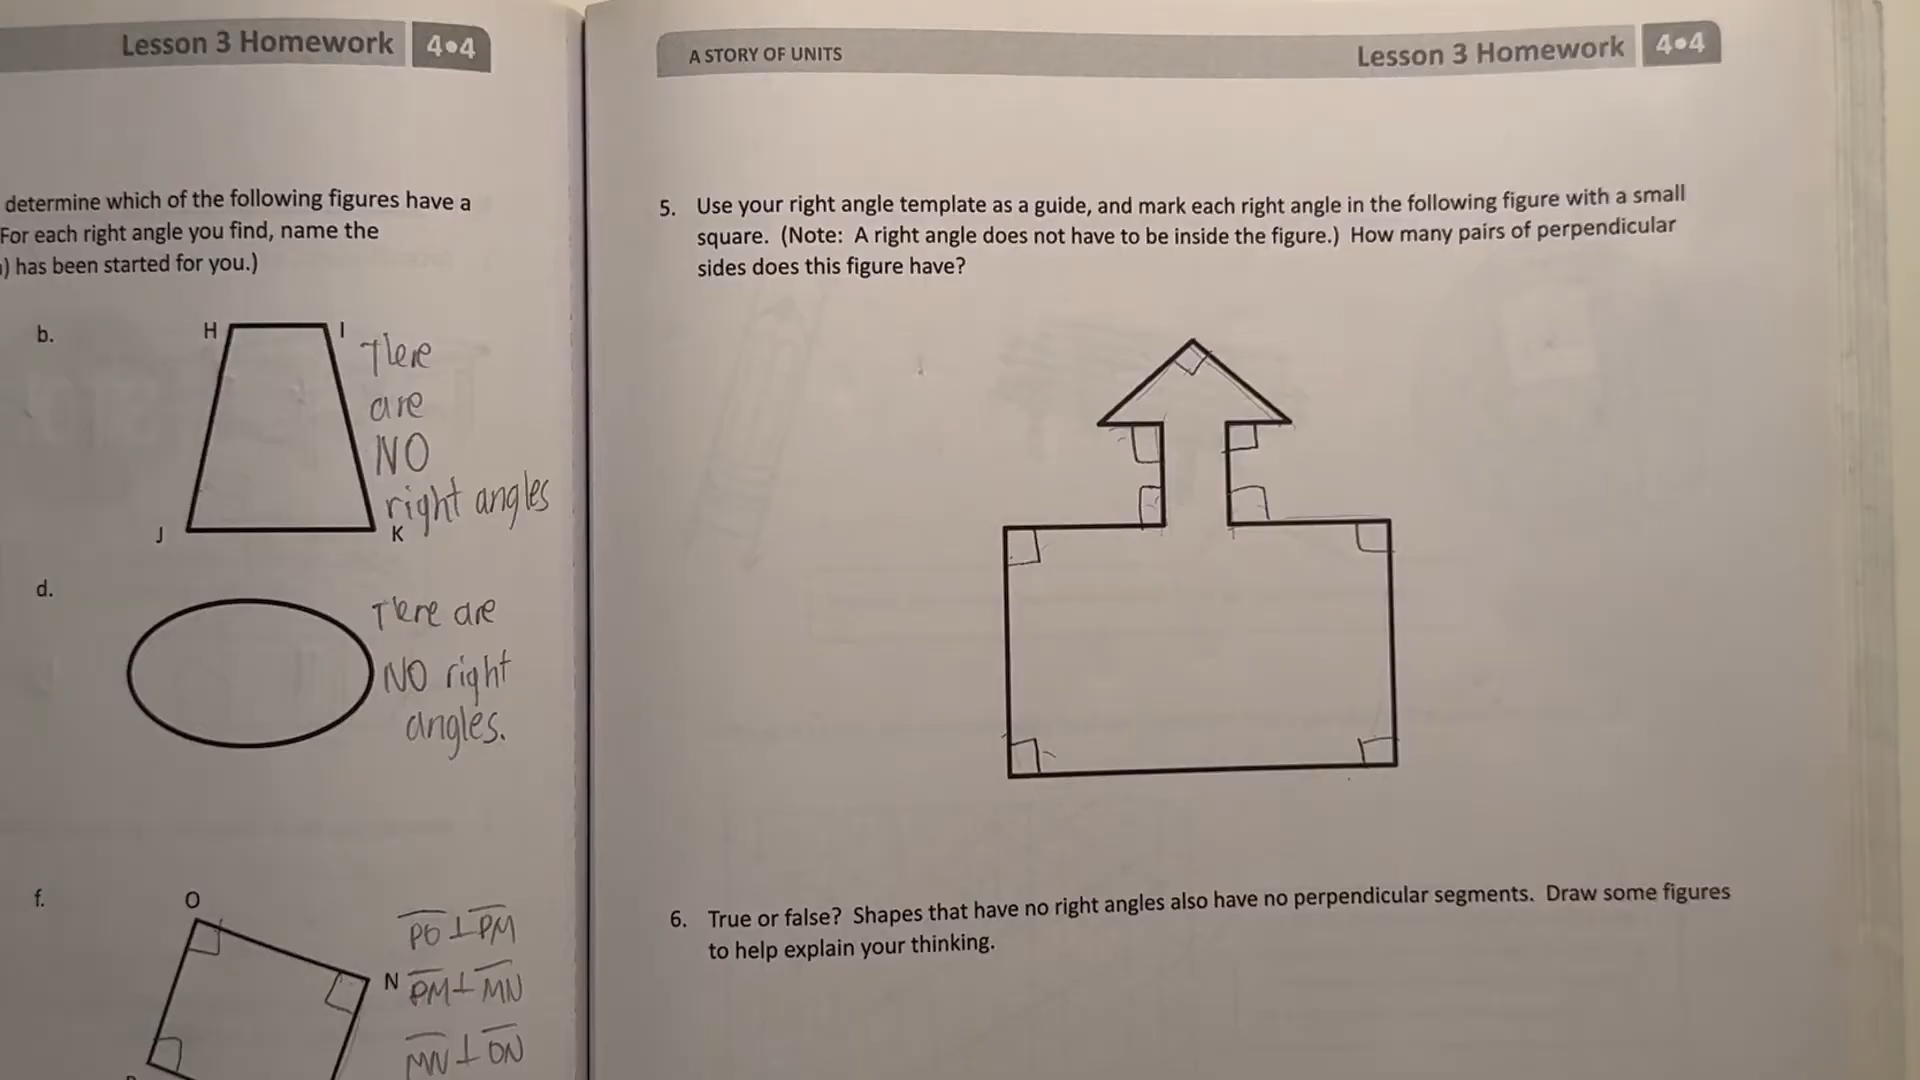 Lesson 3 Homework 4•4
determine which of the following figures have a
For each right angle you find, name the
) has been started for you.)
b.
H
I
There
are
NO
right angles
J
K
d.
There are
NO right
angles.
f.
O
N
PO ⊥ PM
PM ⊥ MN
MN ⊥ ON
A STORY OF UNITS
Lesson 3 Homework 4•4
5. Use your right angle template as a guide, and mark each right angle in the following figure with a small
square. (Note: A right angle does not have to be inside the figure.) How many pairs of perpendicular
sides does this figure have?
6. True or false? Shapes that have no right angles also have no perpendicular segments. Draw some figures
to help explain your thinking.